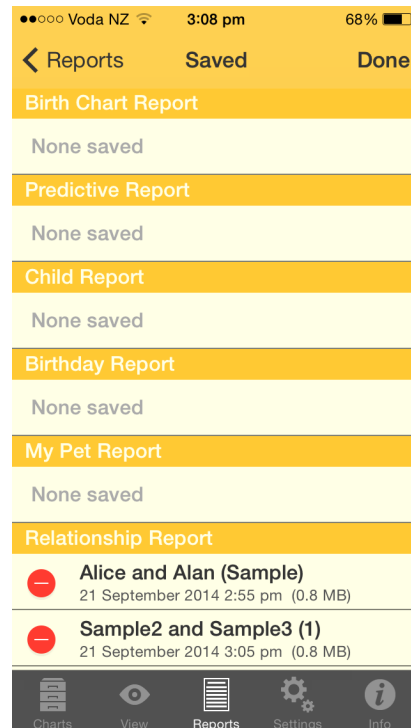 Voda NZ 3:08 pm 68%
Reports Saved Done
Birth Chart Report
None saved
Predictive Report
None saved
Child Report
None saved
Birthday Report
None saved
My Pet Report
None saved
Relationship Report
Alice and Alan (Sample)
21 September 2014 2:55 pm (0.8 MB)
Sample2 and Sample3 (1)
21 September 2014 3:05 pm (0.8 MB)
Charts View Reports Settings Info